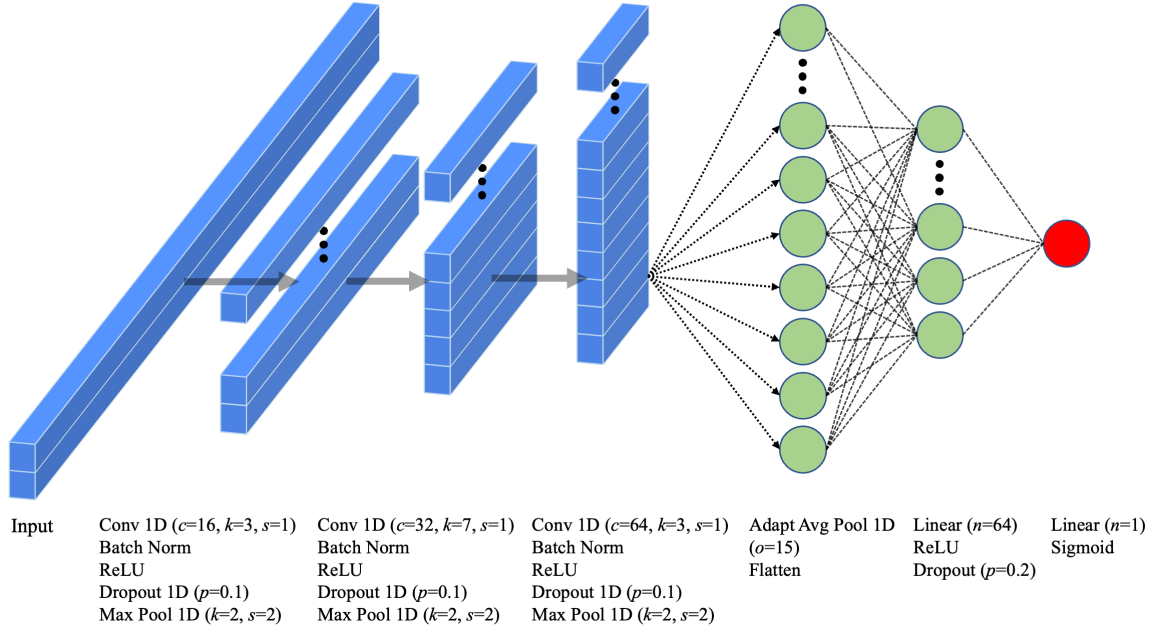 Input
Conv 1D (c=16, k=3, s=1)
Batch Norm
ReLU
Dropout 1D (p=0.1)
Max Pool 1D (k=2, s=2)
Conv 1D (c=32, k=7, s=1)
Batch Norm
ReLU
Dropout 1D (p=0.1)
Max Pool 1D (k=2, s=2)
Conv 1D (c=64, k=3, s=1)
Batch Norm
ReLU
Dropout 1D (p=0.1)
Max Pool 1D (k=2, s=2)
Adapt Avg Pool 1D
(o=15)
Flatten
Linear (n=64)
ReLU
Dropout (p=0.2)
Linear (n=1)
Sigmoid